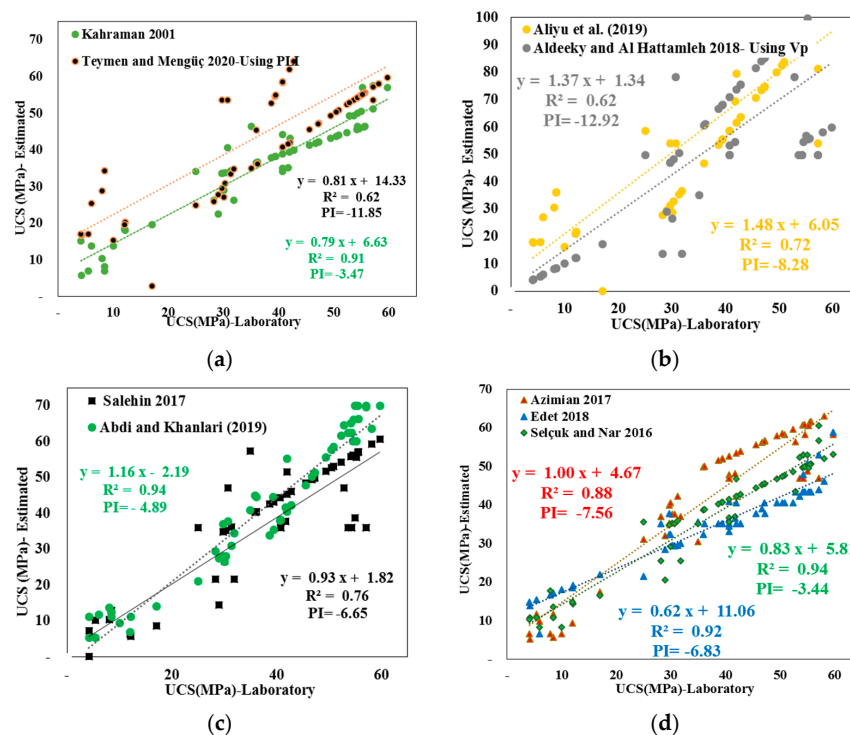 70
60
50
40
30
20
10
-
UCS (MPa)- Estimated
Kahraman 2001
Teymen and Mengüç 2020-Using PLI
y = 0.81 x + 14.33
R² = 0.62
PI= -11.85
y = 0.79 x + 6.63
R² = 0.91
PI= -3.47
- 10 20 30 40 50 60
UCS(MPa)-Laboratory
(a)
100
90
80
70
60
50
40
30
20
10
-
UCS (MPa)- Estimated
Aliyu et al. (2019)
Aldeeky and Al Hattamleh 2018- Using Vp
y = 1.37 x + 1.34
R² = 0.62
PI= -12.92
y = 1.48 x + 6.05
R² = 0.72
PI= -8.28
- 10 20 30 40 50 60
UCS(MPa)-Laboratory
(b)
70
60
50
40
30
20
10
-
UCS (MPa)- Estimated
Salehin 2017
Abdi and Khanlari (2019)
y = 1.16 x - 2.19
R² = 0.94
PI= - 4.89
y = 0.93 x + 1.82
R² = 0.76
PI= -6.65
- 20 40 60
UCS(MPa)-Laboratory
(c)
70
60
50
40
30
20
10
-
UCS(MPa)-Estimated
Azimian 2017
Edet 2018
Selçuk and Nar 2016
y = 1.00 x + 4.67
R² = 0.88
PI= -7.56
y = 0.83 x + 5.8
R² = 0.94
PI= -3.44
y = 0.62 x + 11.06
R² = 0.92
PI= -6.83
- 10 20 30 40 50 60
UCS(MPa)-Laboratory
(d)